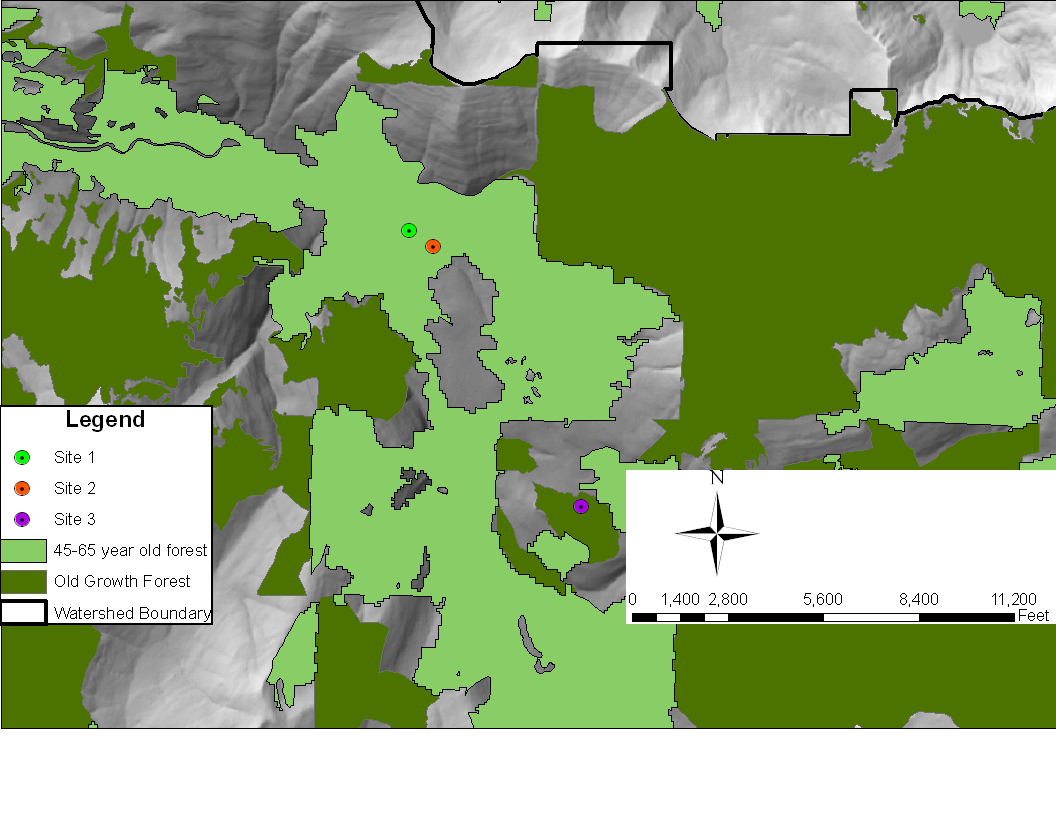 Legend
Site 1
Site 2
Site 3
45-65 year old forest
Old Growth Forest
Watershed Boundary
N
0 1,400 2,800 5,600 8,400 11,200
Feet